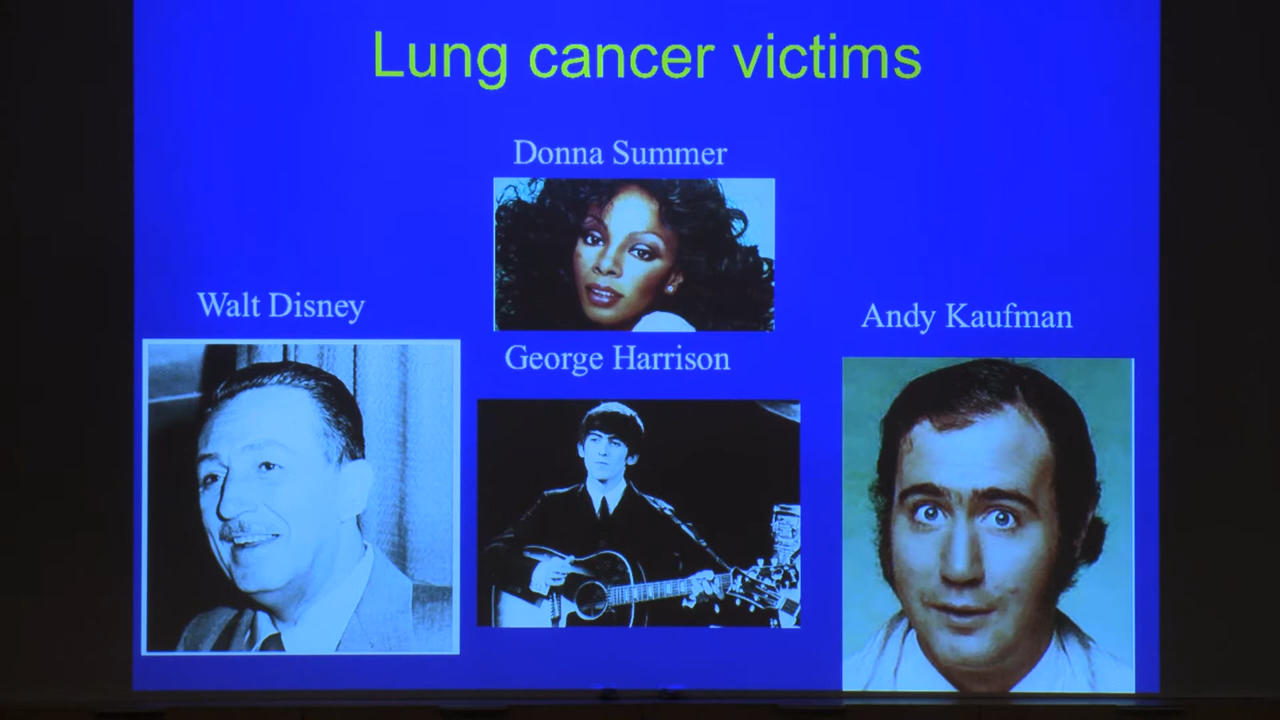 Lung cancer victims
Donna Summer
Walt Disney
Andy Kaufman
George Harrison